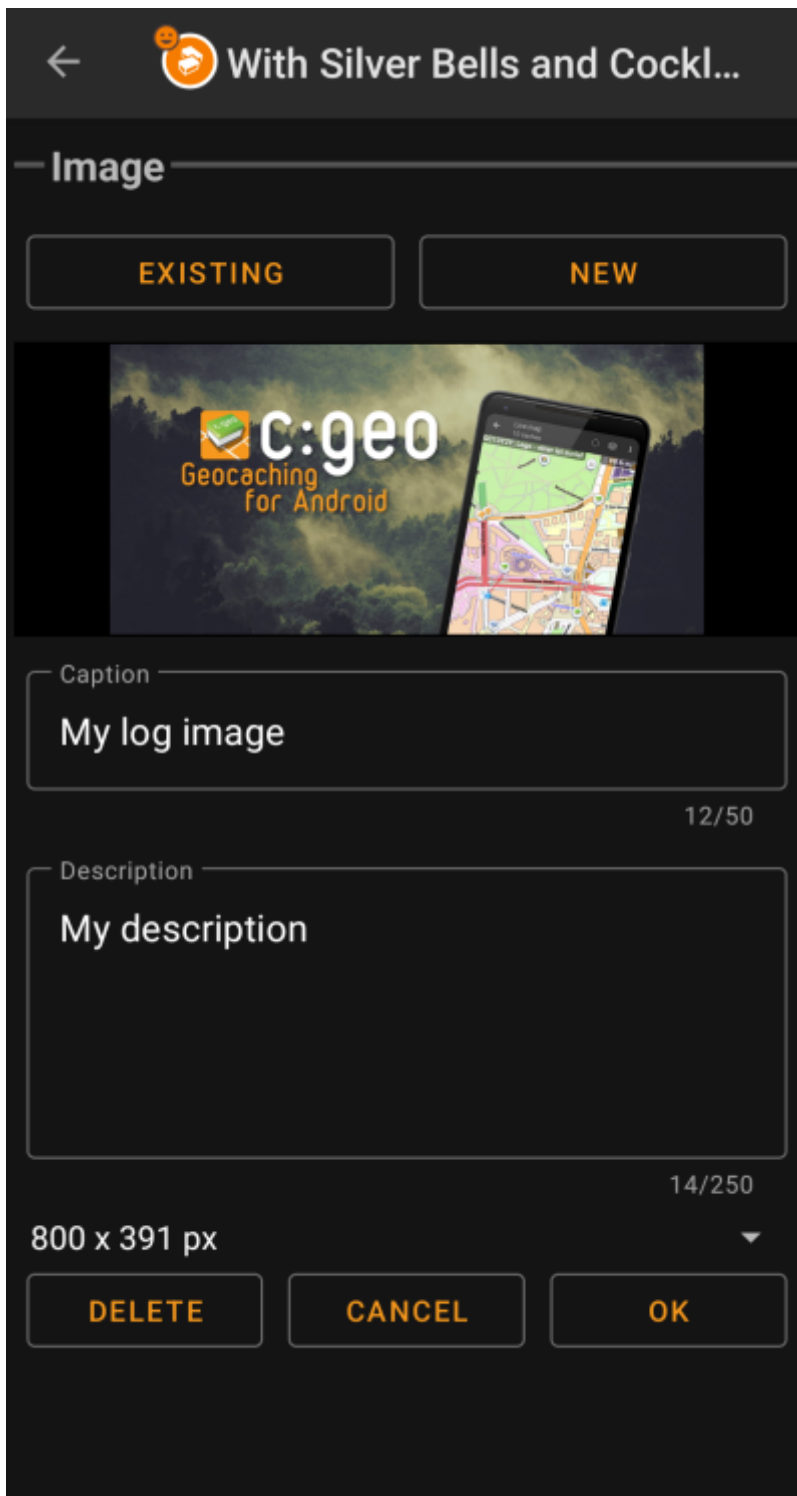 With Silver Bells and Cockl...
Image
EXISTING
NEW
c:geo
Geocaching
for Android
Caption
My log image
12/50
Description
My description
14/250
800 x 391 px
DELETE
CANCEL
OK